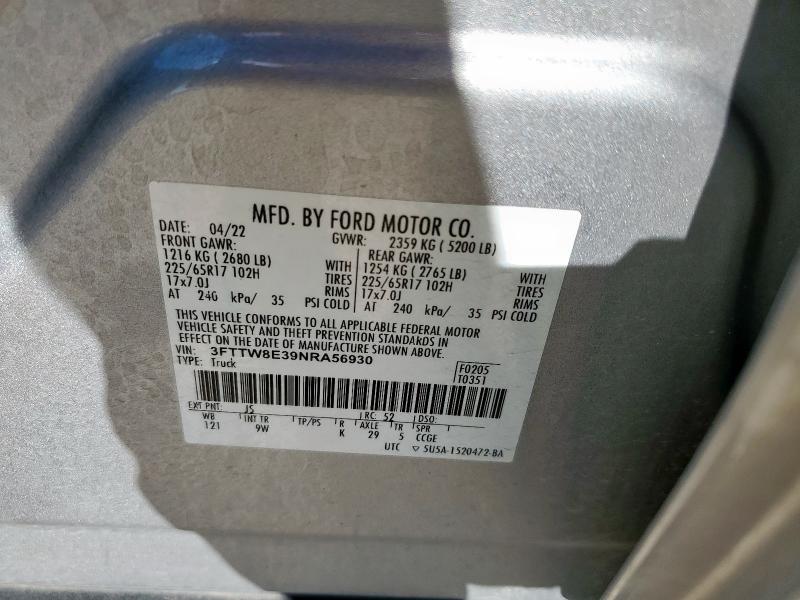 MFD. BY FORD MOTOR CO.
DATE: 04/22 GVWR: 2359 KG ( 5200 LB)
FRONT GAWR: REAR GAWR:
1216 KG ( 2680 LB) WITH 1254 KG ( 2765 LB) WITH
225/65R17 102H TIRES 225/65R17 102H TIRES
17x7.0J RIMS 17x7.0J RIMS
AT 240 kPa/ 35 PSI COLD AT 240 kPa/ 35 PSI COLD
THIS VEHICLE CONFORMS TO ALL APPLICABLE FEDERAL MOTOR
VEHICLE SAFETY AND THEFT PREVENTION STANDARDS IN
EFFECT ON THE DATE OF MANUFACTURE SHOWN ABOVE.
VIN: 3FTTW8E39NRA56930 F0205
TYPE: Truck T0351
EXT PNT: JS RC: 52 DSO:
WB INT TR TP/PS R AXLE TR SPR
121 9W K 29 5 CCGE
UTC ▽ 5U5A-1520472-BA